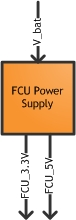 V_bat
FCU Power
Supply
FCU_3.3V
FCU_5V